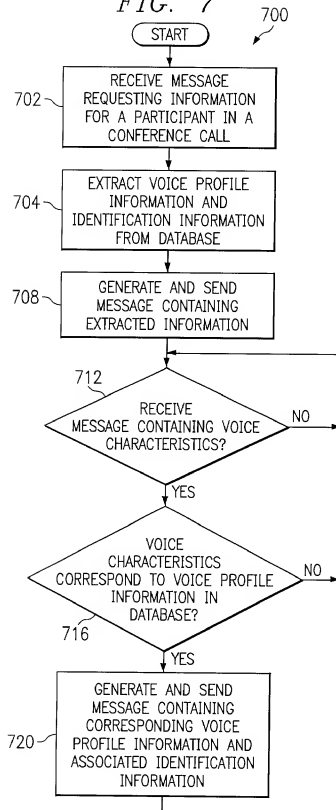 FIG. 7
700
START
702
RECEIVE MESSAGE
REQUESTING INFORMATION
FOR A PARTICIPANT IN A
CONFERENCE CALL
704
EXTRACT VOICE PROFILE
INFORMATION AND
IDENTIFICATION INFORMATION
FROM DATABASE
708
GENERATE AND SEND
MESSAGE CONTAINING
EXTRACTED INFORMATION
712
RECEIVE
MESSAGE CONTAINING VOICE
CHARACTERISTICS?
NO
YES
VOICE
CHARACTERISTICS
CORRESPOND TO VOICE PROFILE
INFORMATION IN
DATABASE?
NO
716
YES
720
GENERATE AND SEND
MESSAGE CONTAINING
CORRESPONDING VOICE
PROFILE INFORMATION AND
ASSOCIATED IDENTIFICATION
INFORMATION